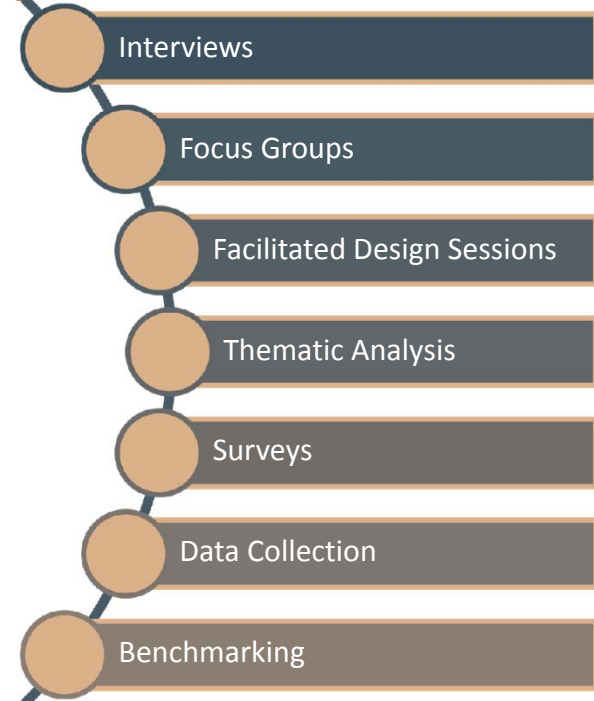 Interviews
Focus Groups
Facilitated Design Sessions
Thematic Analysis
Surveys
Data Collection
Benchmarking